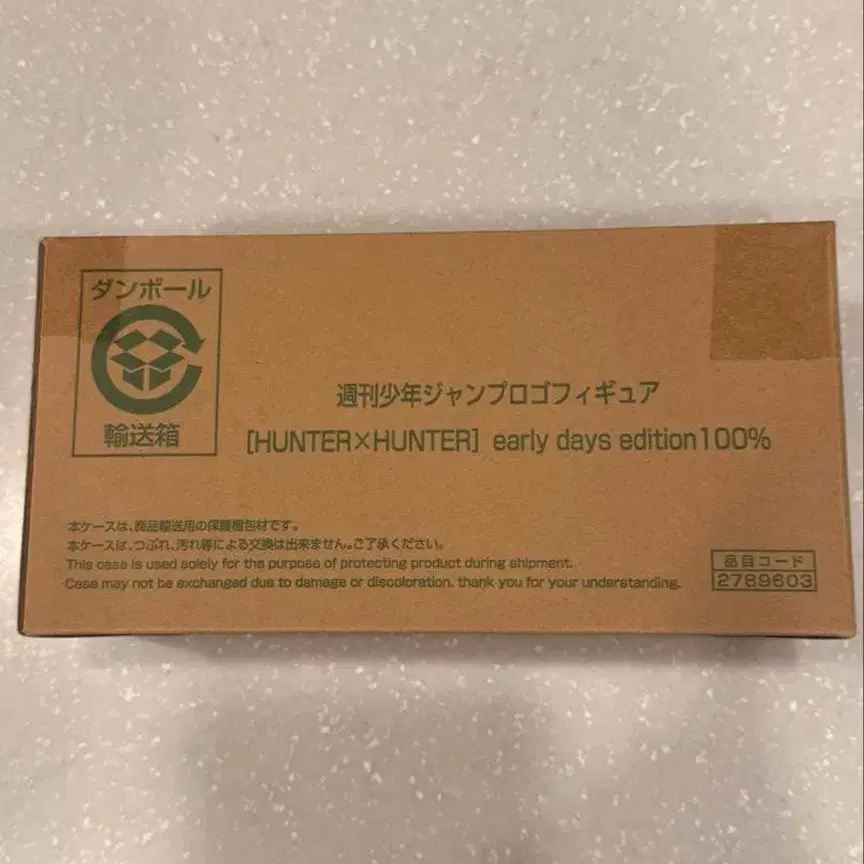 ダンボール
輸送箱
週刊少年ジャンプロゴフィギュア
[HUNTER×HUNTER] early days edition100%
本ケースは、商品輸送用の保護梱包材です。
本ケースは、つぶれ、汚れ等による交換は出来ません。ご了承ください。
This case is used solely for the purpose of protecting product during shipment.
Case may not be exchanged due to damage or discoloration. thank you for your understanding.
品目コード
2789603